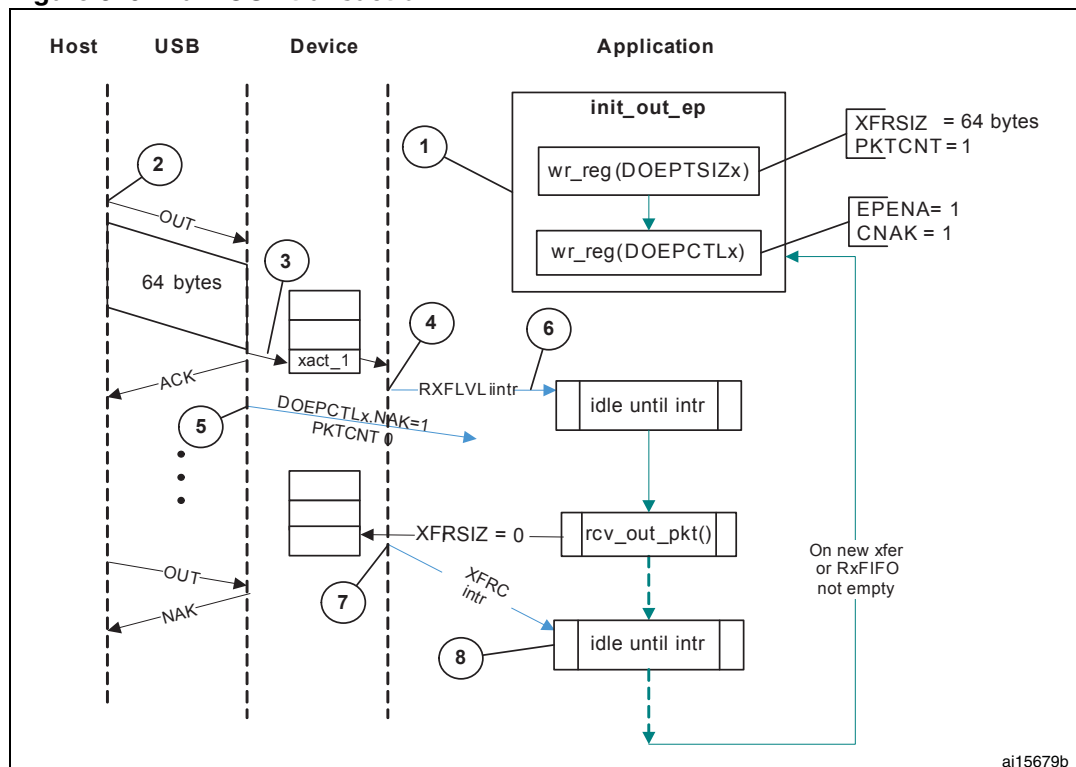 Host USB Device Application
init_out_ep
1
XFRSIZ = 64 bytes
PKTCNT = 1
wr_reg(DOEPTSIZx)
2
OUT
EPENA= 1
CNAK = 1
wr_reg(DOEPCTLx)
64 bytes
3
4
6
xact_1
ACK
RXFLVL iintr
idle until intr
DOEPCTLx.NAK=1
PKTCNT 0
5
XFRSIZ = 0
rcv_out_pkt()
On new xfer
or RxFIFO
not empty
OUT
XFRC
intr
7
NAK
idle until intr
8
ai15679b